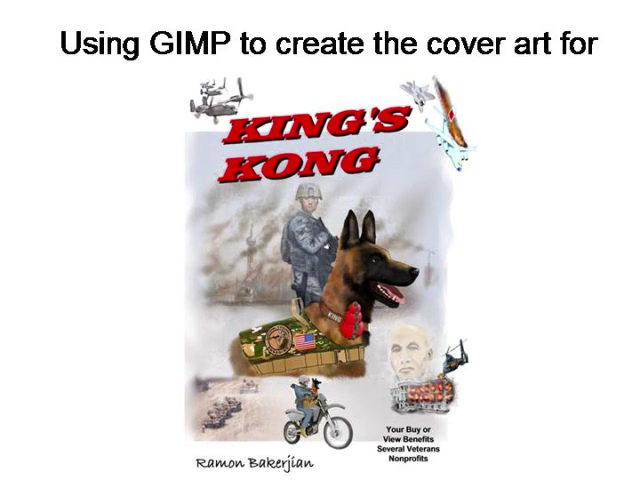 Using GIMP to create the cover art for
KING'S
KONG
KING
Your Buy or
View Benefits
Several Veterans
Nonprofits
Ramon Bakerjian